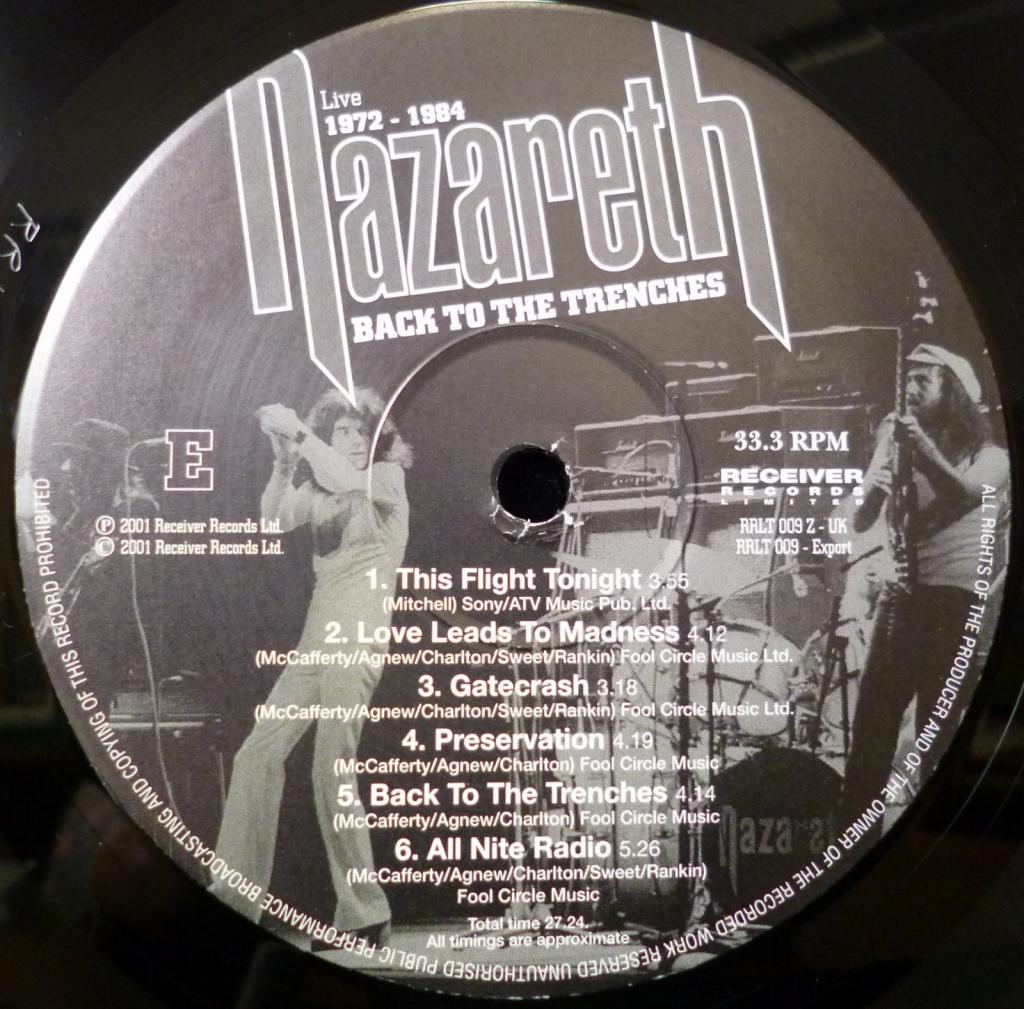 Live
1972 - 1984
nazareth
BACK TO THE TRENCHES
RR
E
33.3 RPM
RECEIVER
RECORDS
LIMITED
Ⓟ 2001 Receiver Records Ltd.
© 2001 Receiver Records Ltd.
RRLT 009 Z - UK
RRLT 009 - Export
1. This Flight Tonight 3.55
(Mitchell) Sony/ATV Music Pub. Ltd.
2. Love Leads To Madness 4.12
(McCafferty/Agnew/Charlton/Sweet/Rankin) Fool Circle Music Ltd.
3. Gatecrash 3.18
(McCafferty/Agnew/Charlton/Sweet/Rankin) Fool Circle Music Ltd.
4. Preservation 4.19
(McCafferty/Agnew/Charlton) Fool Circle Music
5. Back To The Trenches 4.14
(McCafferty/Agnew/Charlton) Fool Circle Music
6. All Nite Radio 5.26
(McCafferty/Agnew/Charlton/Sweet/Rankin)
Fool Circle Music
Total time 27.24.
All timings are approximate
ALL RIGHTS OF THE PRODUCER AND OF THE OWNER OF THE RECORDED WORK RESERVED UNAUTHORISED PUBLIC PERFORMANCE BROADCASTING AND COPYING OF THIS RECORD PROHIBITED